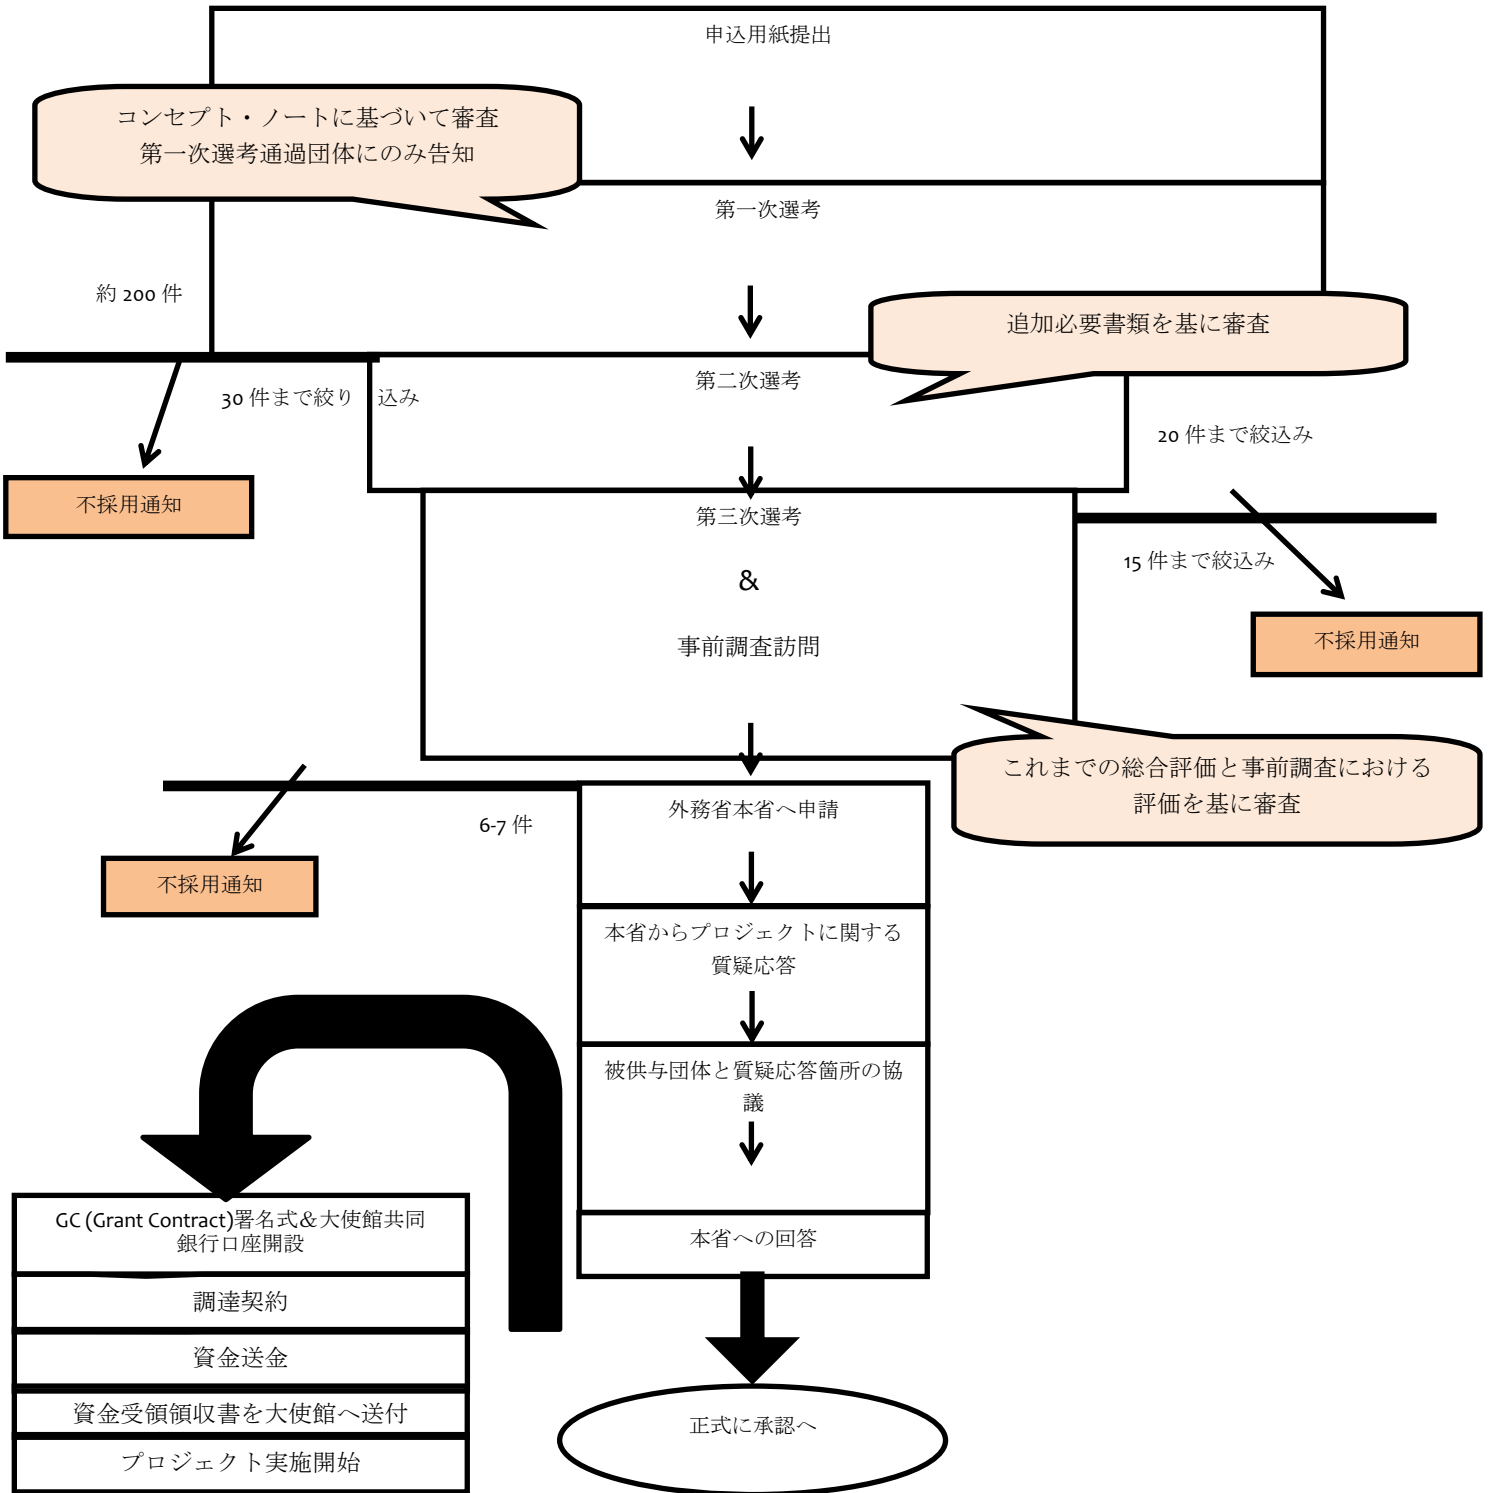 申込用紙提出
コンセプト・ノートに基づいて審査
第一次選考通過団体にのみ告知
第一次選考
約 200 件
追加必要書類を基に審査
第二次選考
30 件まで絞り込み
20 件まで絞込み
不採用通知
第三次選考
&
事前調査訪問
15 件まで絞込み
不採用通知
これまでの総合評価と事前調査における
評価を基に審査
外務省本省へ申請
6-7 件
不採用通知
本省からプロジェクトに関する
質疑応答
被供与団体と質疑応答箇所の協
議
本省への回答
GC (Grant Contract)署名式&大使館共同
銀行口座開設
調達契約
資金送金
資金受領領収書を大使館へ送付
プロジェクト実施開始
正式に承認へ